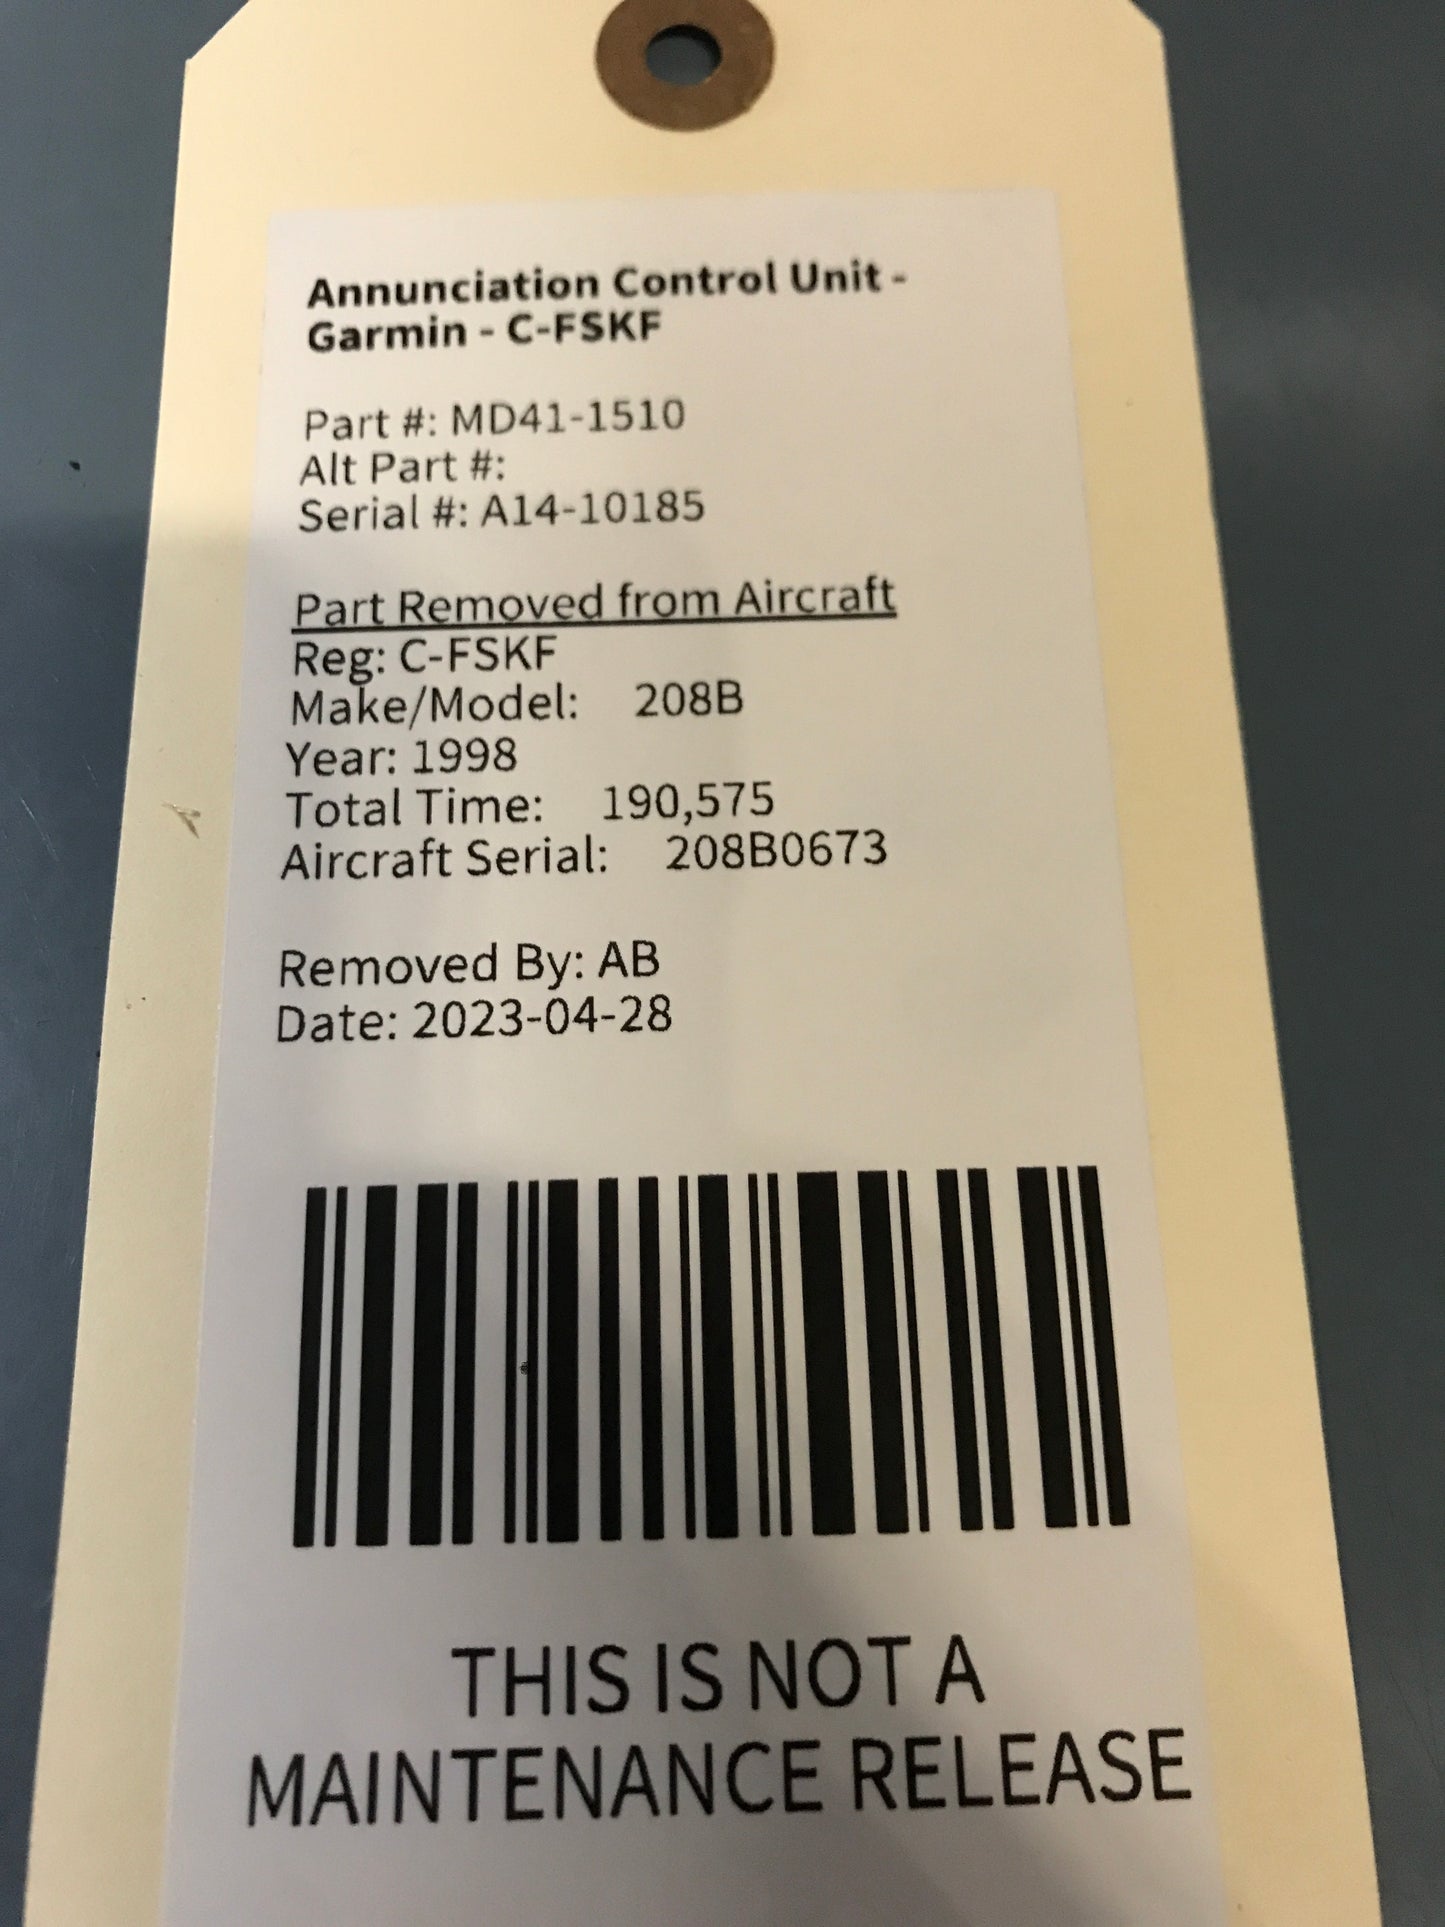 Annunciation Control Unit -
Garmin - C-FSKF
Part #: MD41-1510
Alt Part #:
Serial #: A14-10185
Part Removed from Aircraft
Reg: C-FSKF
Make/Model: 208B
Year: 1998
Total Time: 190,575
Aircraft Serial: 208B0673
Removed By: AB
Date: 2023-04-28
THIS IS NOT A
MAINTENANCE RELEASE